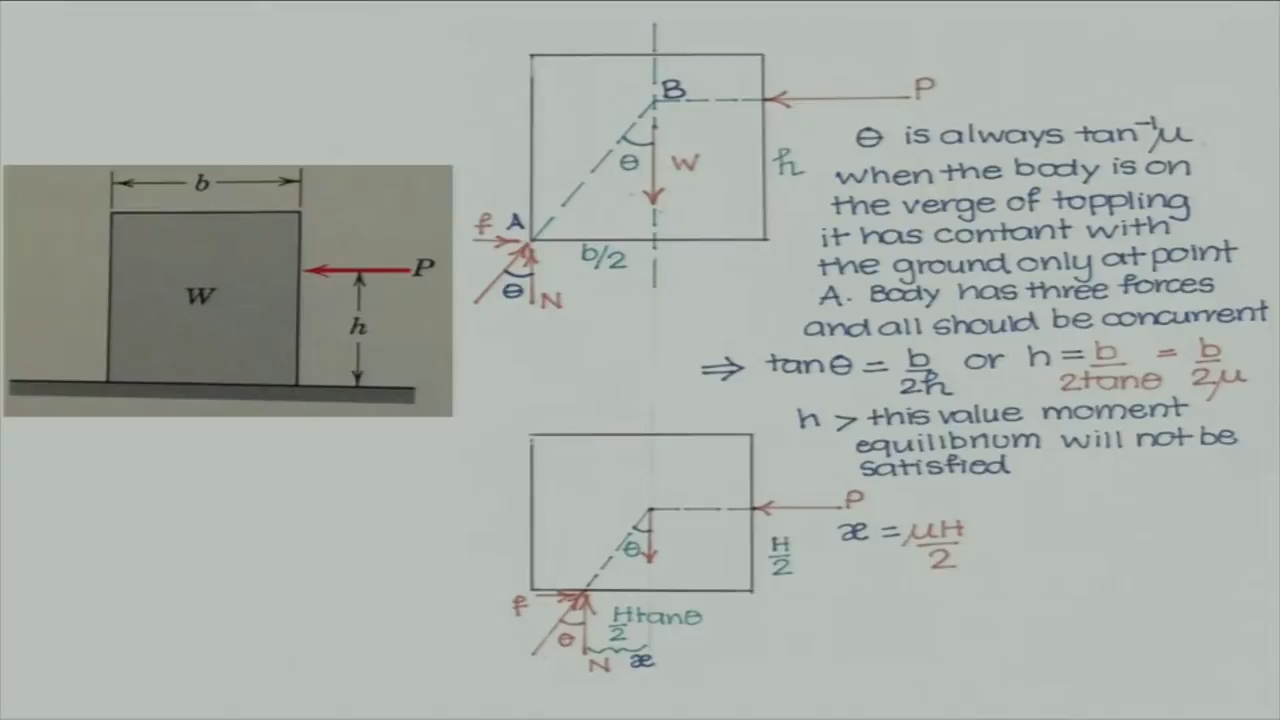 b
W
P
h
B
P
θ
W
h
f A
b/2
θ
N
θ is always tan⁻¹μ
when the body is on
the verge of toppling
it has contant with
the ground only at point
A. Body has three forces
and all should be concurrent
⇒ tanθ = b/2h or h = b/2tanθ = b/2μ
h > this value moment
equilibrium will not be
satisfied
P
θ
H/2
x = μH/2
f
θ
H/2 tanθ
N
x